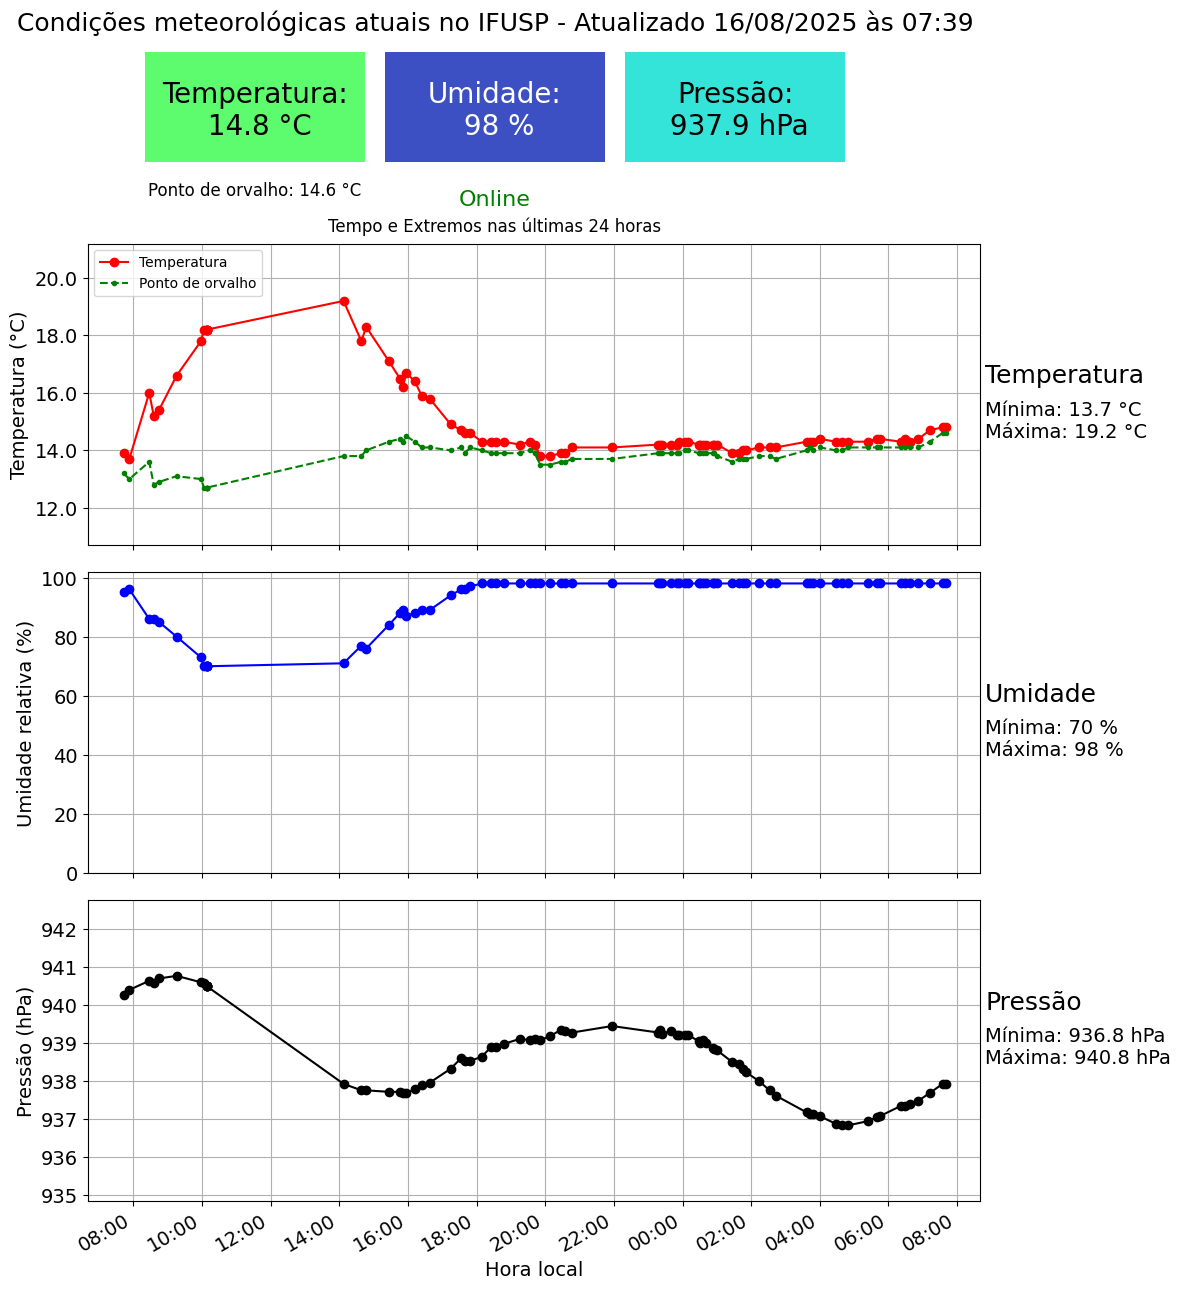 Condições meteorológicas atuais no IFUSP - Atualizado 16/08/2025 às 07:39
Temperatura:
14.8 °C
Umidade:
98 %
Pressão:
937.9 hPa
Ponto de orvalho: 14.6 °C
Online
Tempo e Extremos nas últimas 24 horas
Temperatura
Ponto de orvalho
Temperatura (°C)
20.0
18.0
16.0
14.0
12.0
Temperatura
Mínima: 13.7 °C
Máxima: 19.2 °C
Umidade relativa (%)
100
80
60
40
20
0
Umidade
Mínima: 70 %
Máxima: 98 %
Pressão (hPa)
942
941
940
939
938
937
936
935
Pressão
Mínima: 936.8 hPa
Máxima: 940.8 hPa
08:00
10:00
12:00
14:00
16:00
18:00
20:00
22:00
00:00
02:00
04:00
06:00
08:00
Hora local